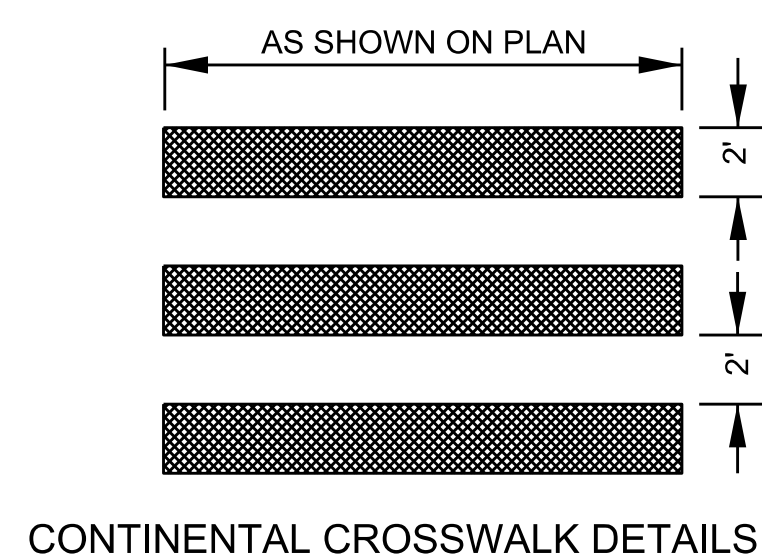 AS SHOWN ON PLAN
2'
2'
CONTINENTAL CROSSWALK DETAILS